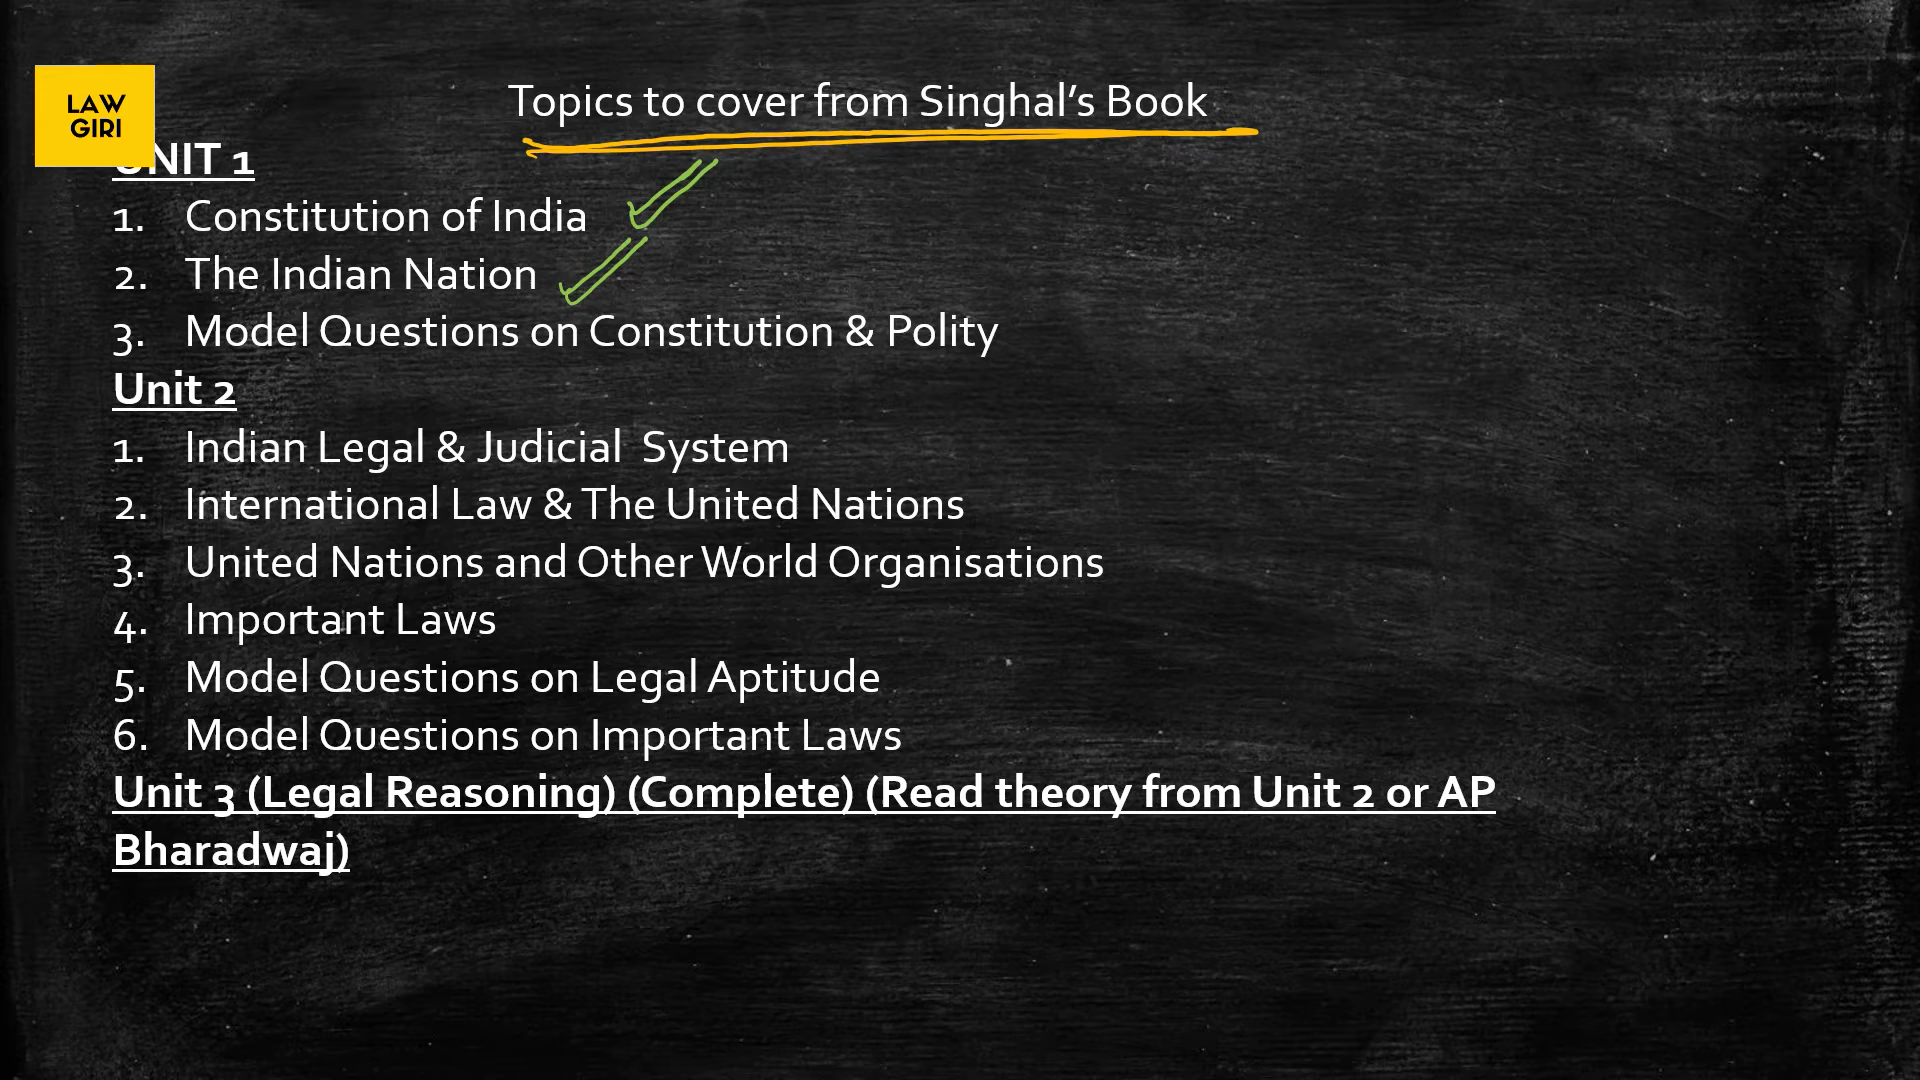 LAW
GIRI
Topics to cover from Singhal’s Book
UNIT 1
1. Constitution of India
2. The Indian Nation
3. Model Questions on Constitution & Polity
Unit 2
1. Indian Legal & Judicial System
2. International Law & The United Nations
3. United Nations and Other World Organisations
4. Important Laws
5. Model Questions on Legal Aptitude
6. Model Questions on Important Laws
Unit 3 (Legal Reasoning) (Complete) (Read theory from Unit 2 or AP
Bharadwaj)